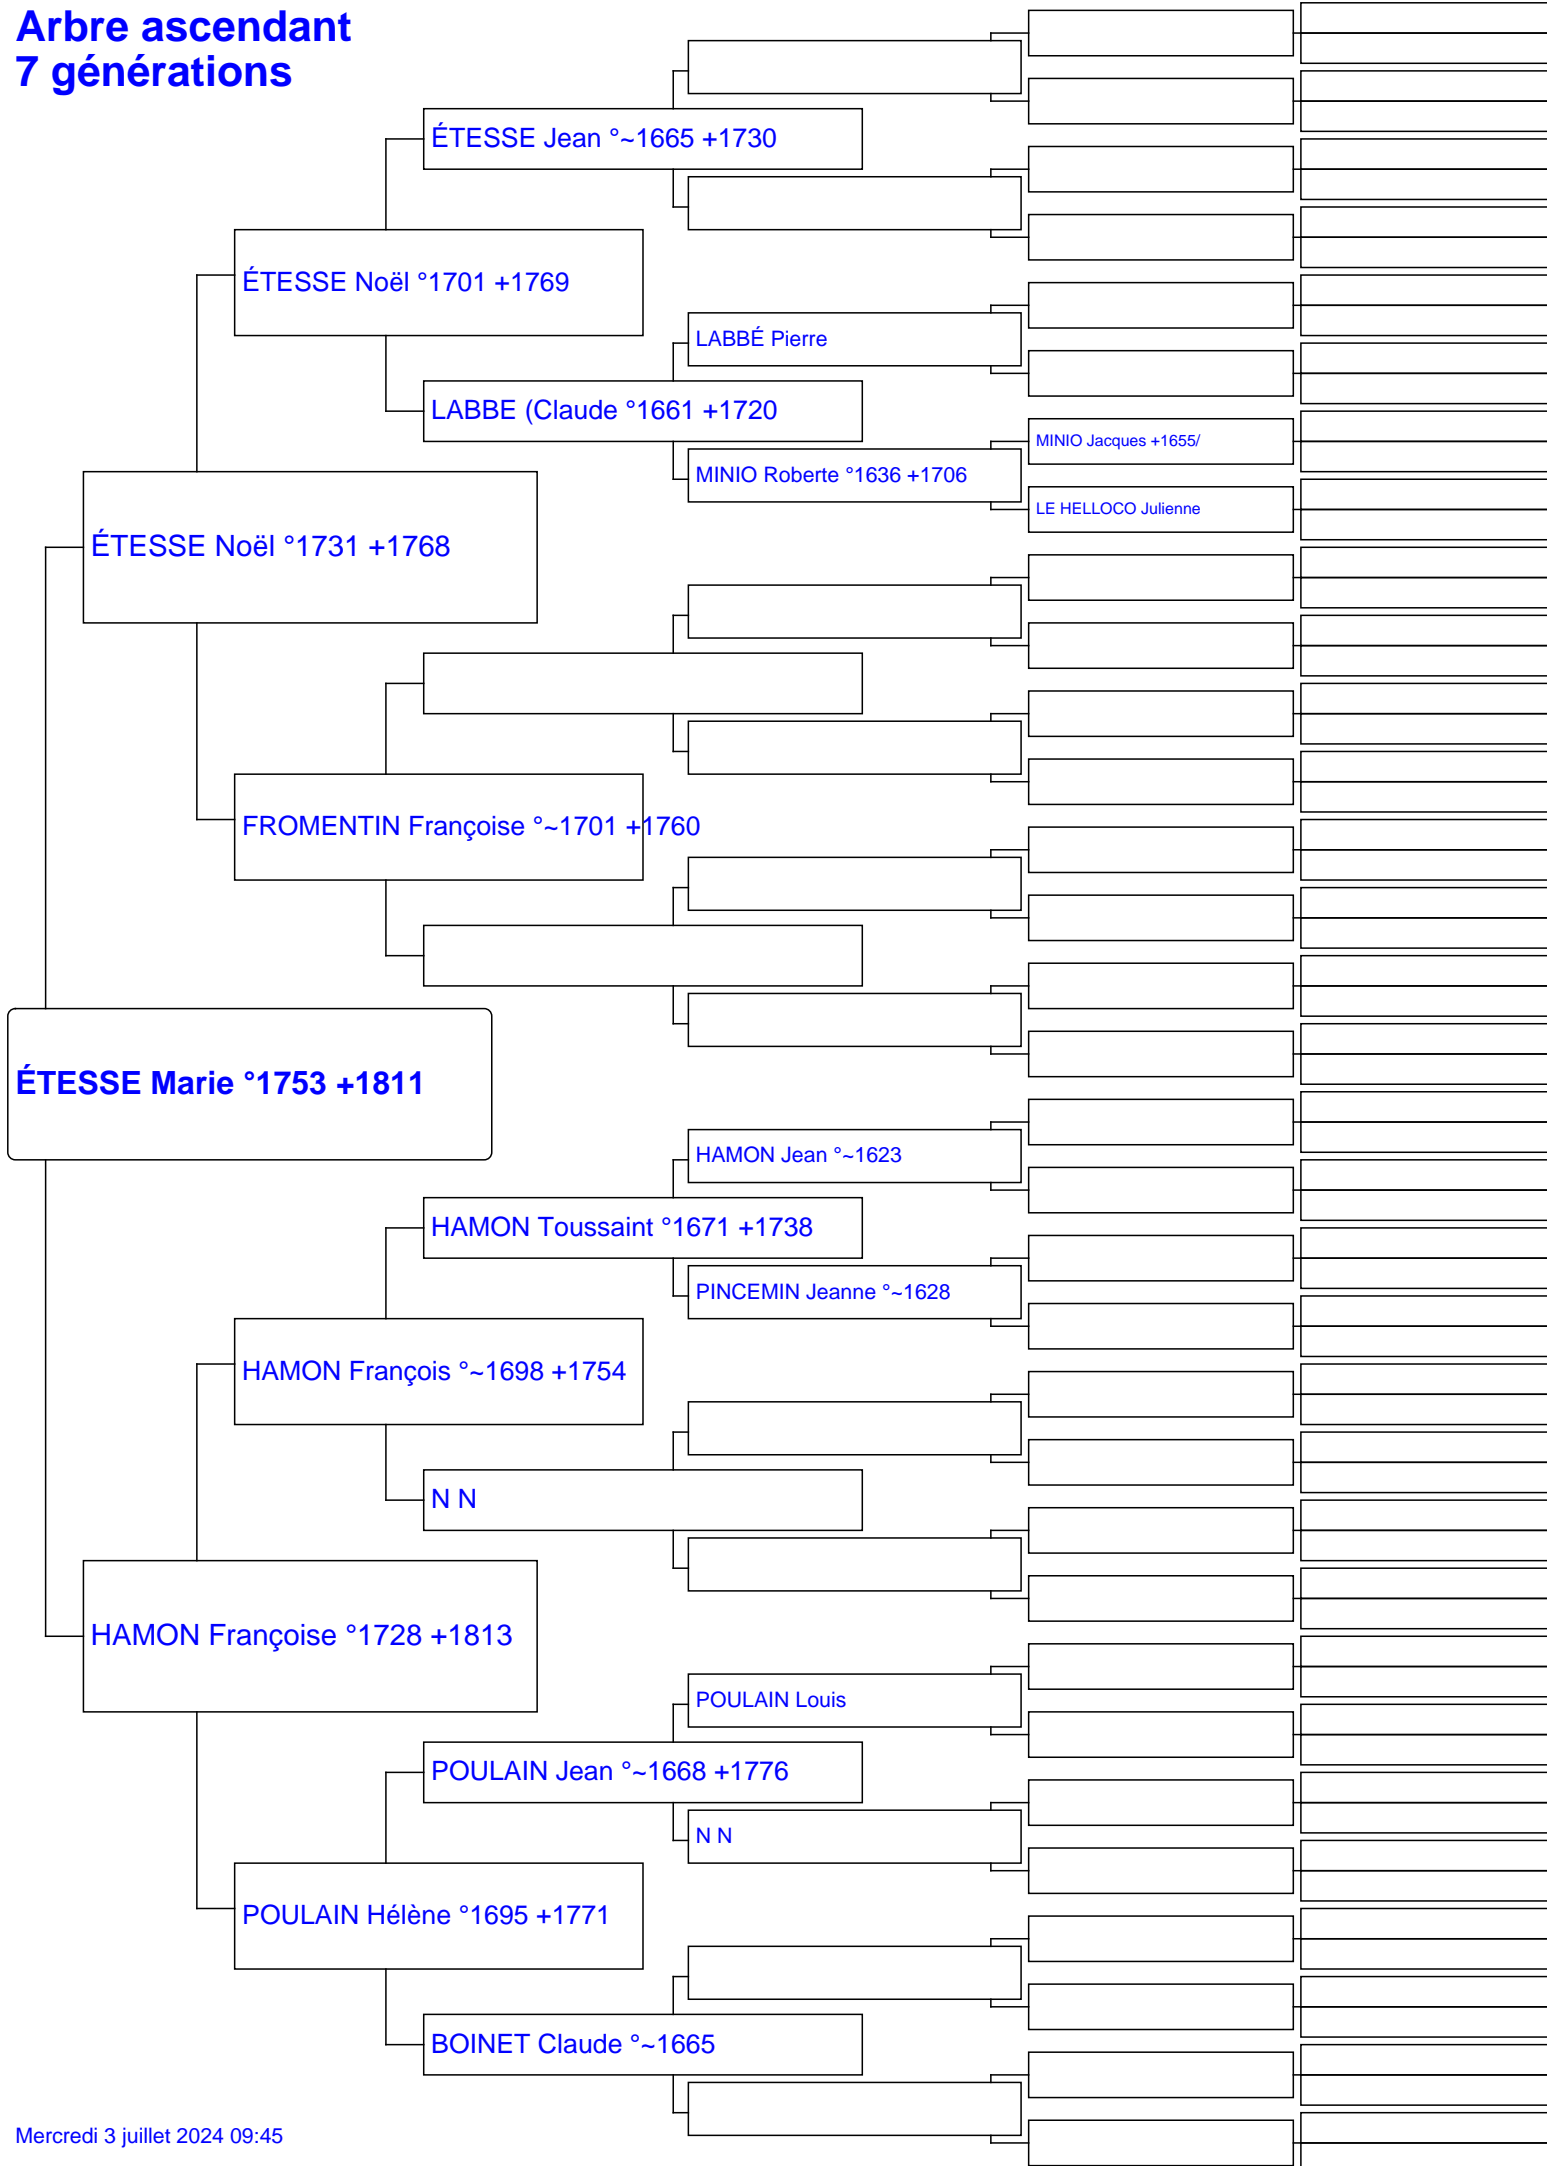 Arbre ascendant
7 générations
ÉTESSE Jean °~1665 +1730
ÉTESSE Noël °1701 +1769
LABBÉ Pierre
LABBE (Claude °1661 +1720
MINIO Jacques +1655/
MINIO Roberte °1636 +1706
LE HELLOCO Julienne
ÉTESSE Noël °1731 +1768
FROMENTIN Françoise °~1701 +1760
ÉTESSE Marie °1753 +1811
HAMON Jean °~1623
HAMON Toussaint °1671 +1738
PINCEMIN Jeanne °~1628
HAMON François °~1698 +1754
N N
HAMON Françoise °1728 +1813
POULAIN Louis
POULAIN Jean °~1668 +1776
N N
POULAIN Hélène °1695 +1771
BOINET Claude °~1665
Mercredi 3 juillet 2024 09:45